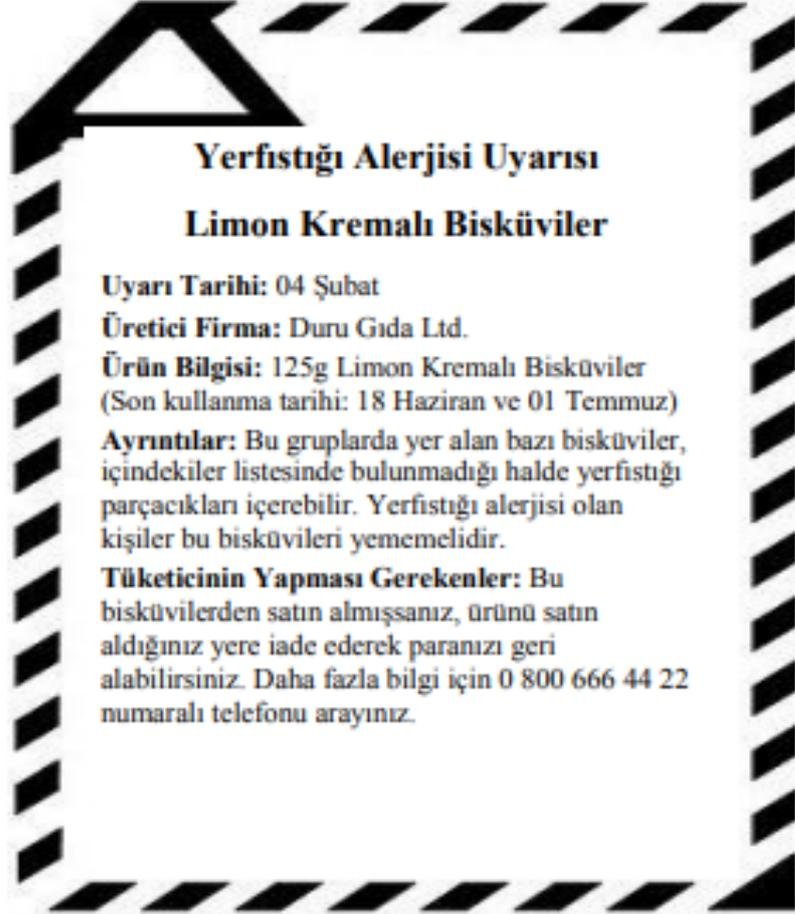 Yerfıstığı Alerjisi Uyarısı
Limon Kremalı Bisküviler
Uyarı Tarihi: 04 Şubat
Üretici Firma: Duru Gıda Ltd.
Ürün Bilgisi: 125g Limon Kremalı Bisküviler
(Son kullanma tarihi: 18 Haziran ve 01 Temmuz)
Ayrıntılar: Bu gruplarda yer alan bazı bisküviler,
içindekiler listesinde bulunmadığı halde yerfıstığı
parçacıkları içerebilir. Yerfıstığı alerjisi olan
kişiler bu bisküvileri yememelidir.
Tüketicinin Yapması Gerekenler: Bu
bisküvilerden satın almışsanız, ürünü satın
aldığınız yere iade ederek paranızı geri
alabilirsiniz. Daha fazla bilgi için 0 800 666 44 22
numaralı telefonu arayınız.